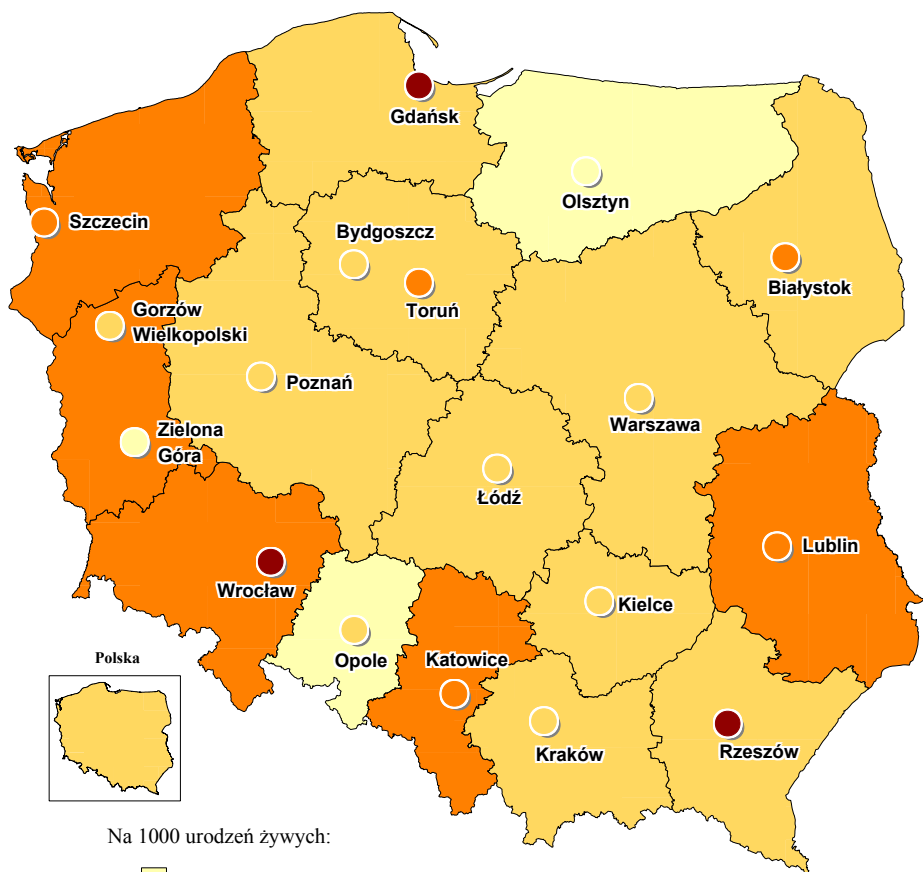 Gdańsk
Olsztyn
Szczecin
Bydgoszcz
Toruń
Białystok
Gorzów
Wielkopolski
Poznań
Warszawa
Zielona
Góra
Łódź
Lublin
Wrocław
Kielce
Opole
Katowice
Polska
Kraków
Rzeszów
Na 1000 urodzeń żywych: